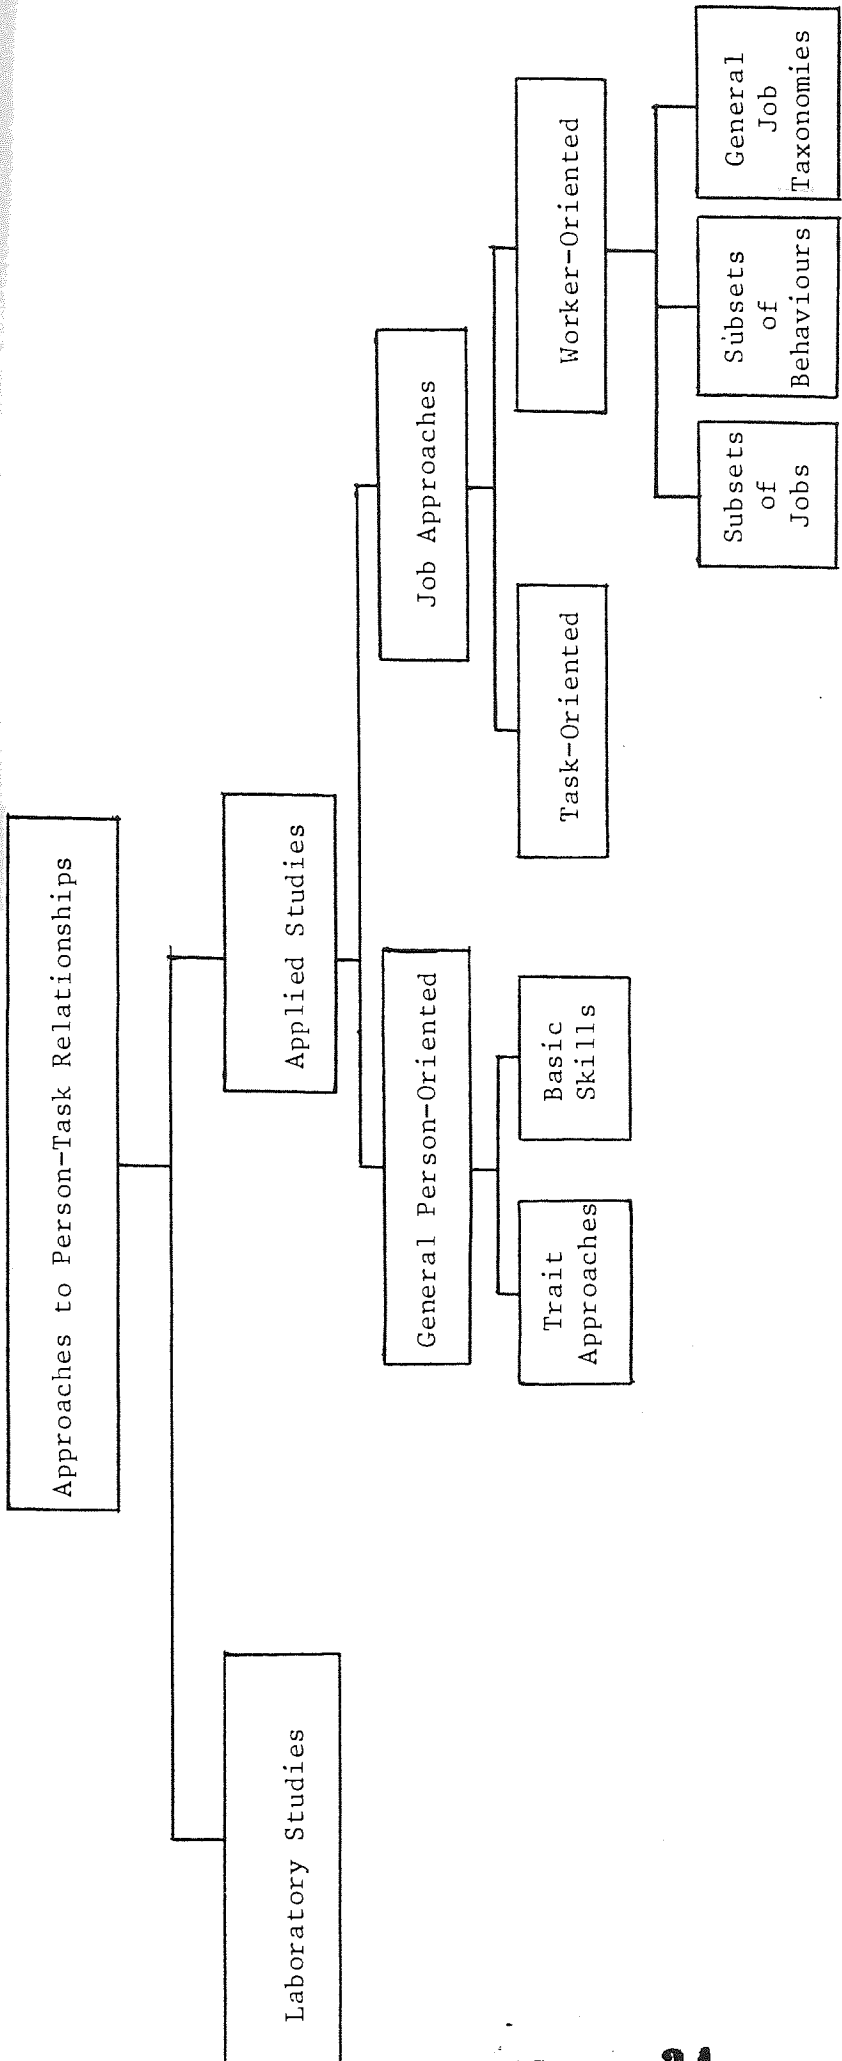 Approaches to Person-Task Relationships
Laboratory Studies
Applied Studies
General Person-Oriented
Job Approaches
Trait
Approaches
Basic
Skills
Task-Oriented
Worker-Oriented
Subsets
of
Jobs
Subsets
of
Behaviours
General
Job
Taxonomies